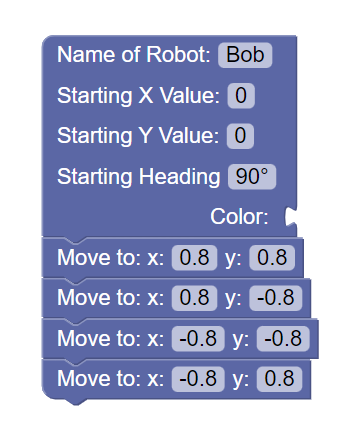 Name of Robot: Bob
Starting X Value: 0
Starting Y Value: 0
Starting Heading 90°
Color:
Move to: x: 0.8 y: 0.8
Move to: x: 0.8 y: -0.8
Move to: x: -0.8 y: -0.8
Move to: x: -0.8 y: 0.8